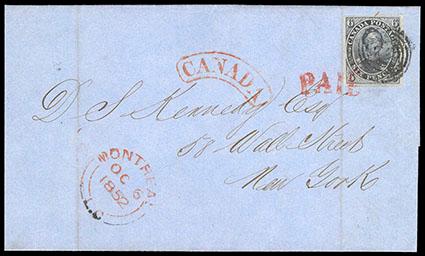 CANADA POSTAGE
SIX PENCE
CANADA
PAID
D S Kennedy Esq
58 Wall Street
New York
MONTREAL
OC 6
1852
L.C